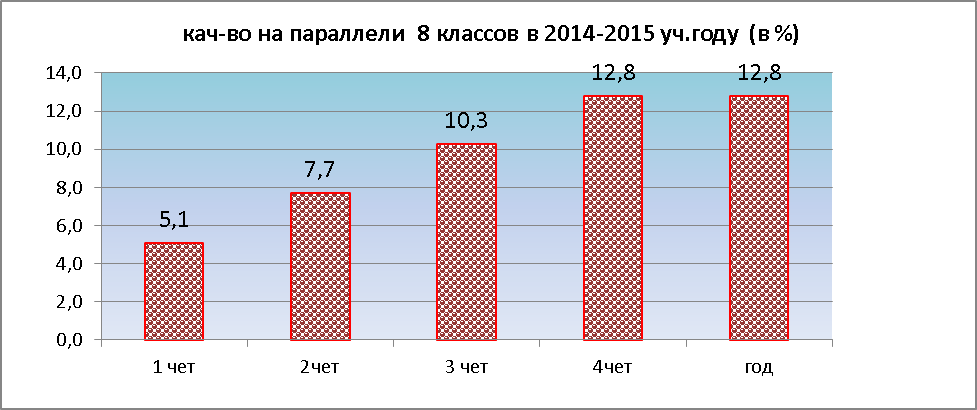 кач-во на параллели 8 классов в 2014-2015 уч.году (в %)
14,0
12,0
10,0
8,0
6,0
4,0
2,0
0,0
5,1
7,7
10,3
12,8
12,8
1 чет
2чет
3 чет
4чет
год